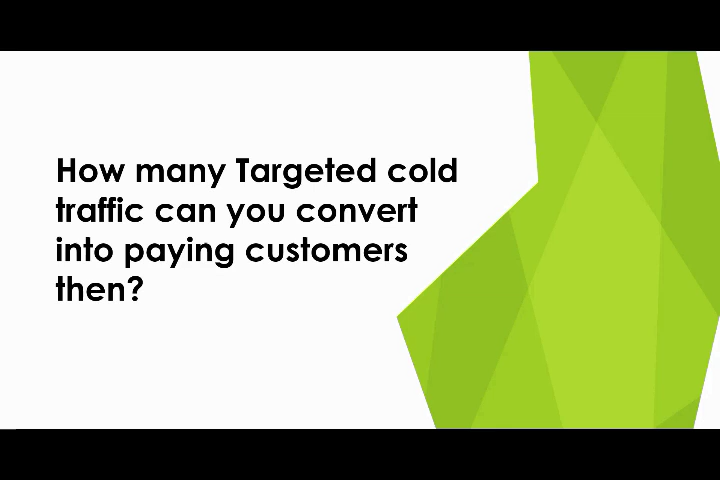 How many Targeted cold
traffic can you convert
into paying customers
then?